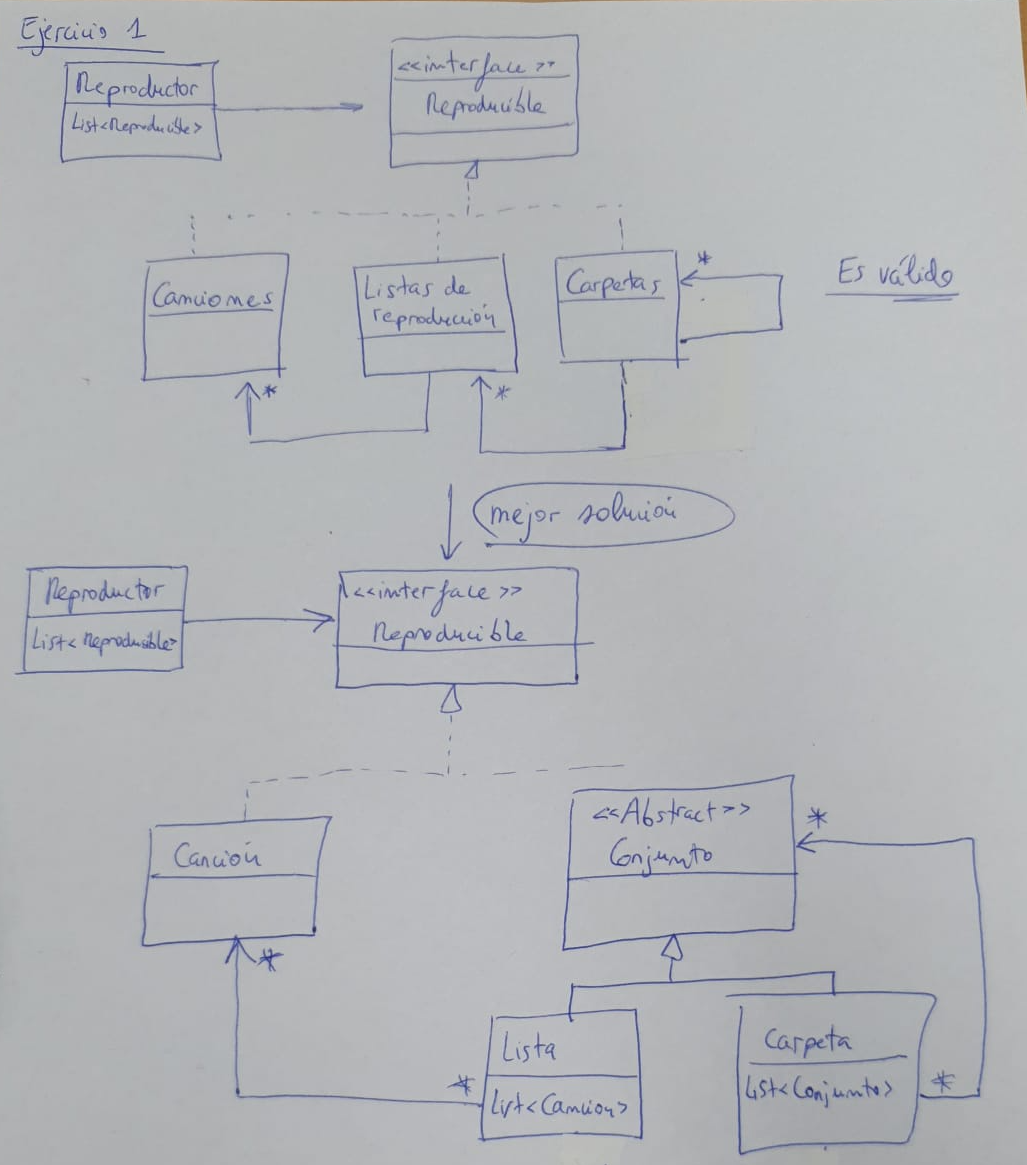 Ejercicio 1
Reproductor
List<Reproducible>
<<interface>>
Reproducible
Canciones
*
Listas de
reproducción
*
Carpetas
*
Es válido
mejor solución
Reproductor
List<Reproducible>
<<interface>>
Reproducible
Canción
*
<<Abstract>>
Conjunto
*
Lista
List<Cancion>
*
Carpeta
List<Conjunto>
*